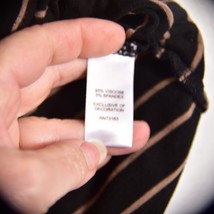 95% VISCOSE
5% SPANDEX
EXCLUSIVE OF
DECORATION